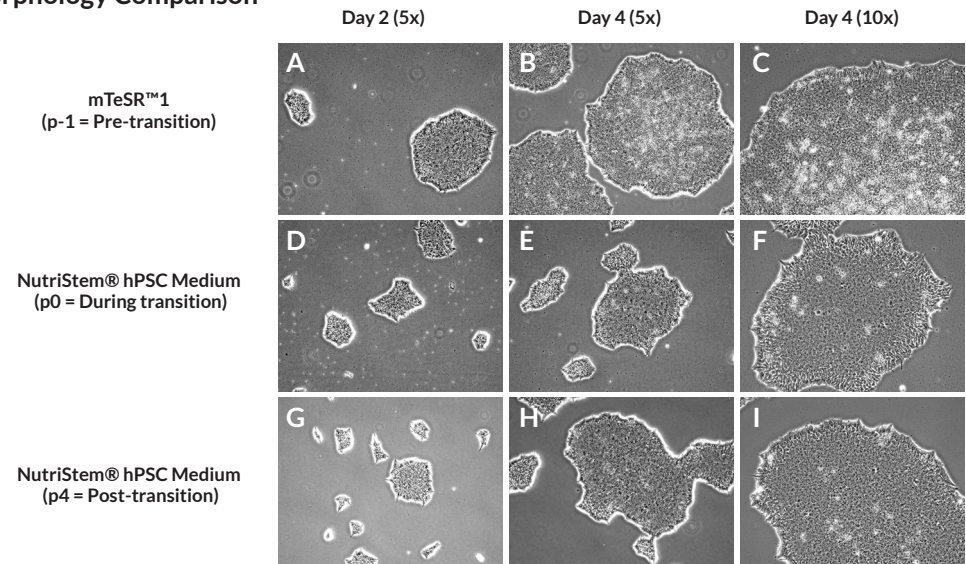 rphology Comparison
Day 2 (5x) Day 4 (5x) Day 4 (10x)
mTeSR™1
(p-1 = Pre-transition)
A B C
NutriStem® hPSC Medium
(p0 = During transition)
D E F
NutriStem® hPSC Medium
(p4 = Post-transition)
G H I